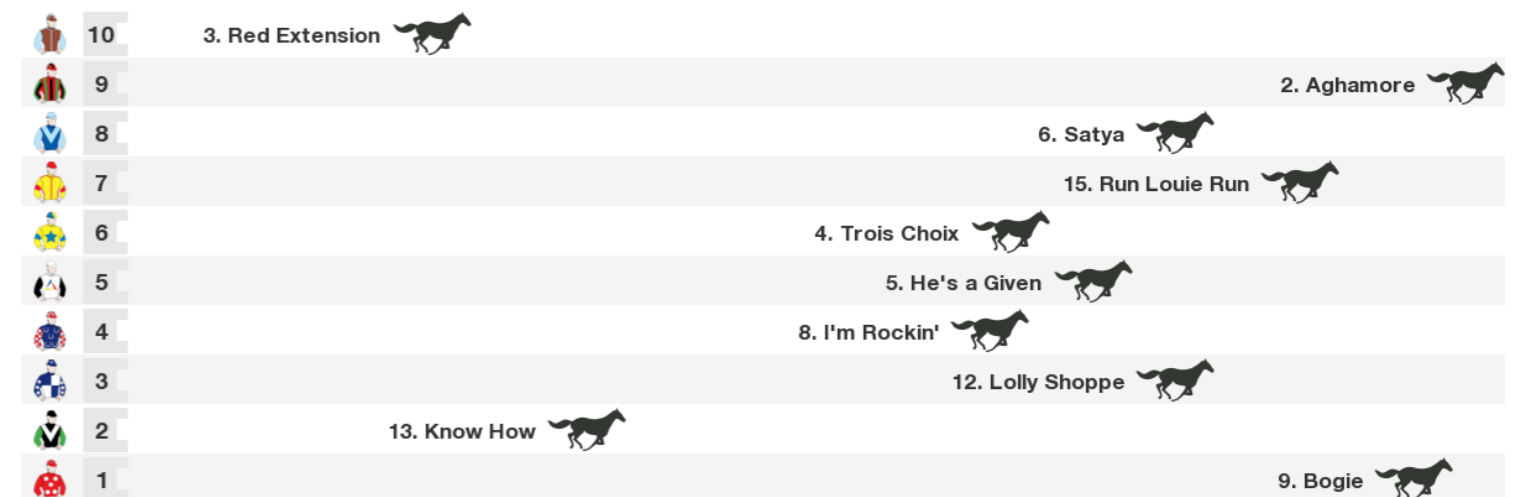 10 3. Red Extension
9 2. Aghamore
8 6. Satya
7 15. Run Louie Run
6 4. Trois Choix
5 5. He's a Given
4 8. I'm Rockin'
3 12. Lolly Shoppe
2 13. Know How
1 9. Bogie